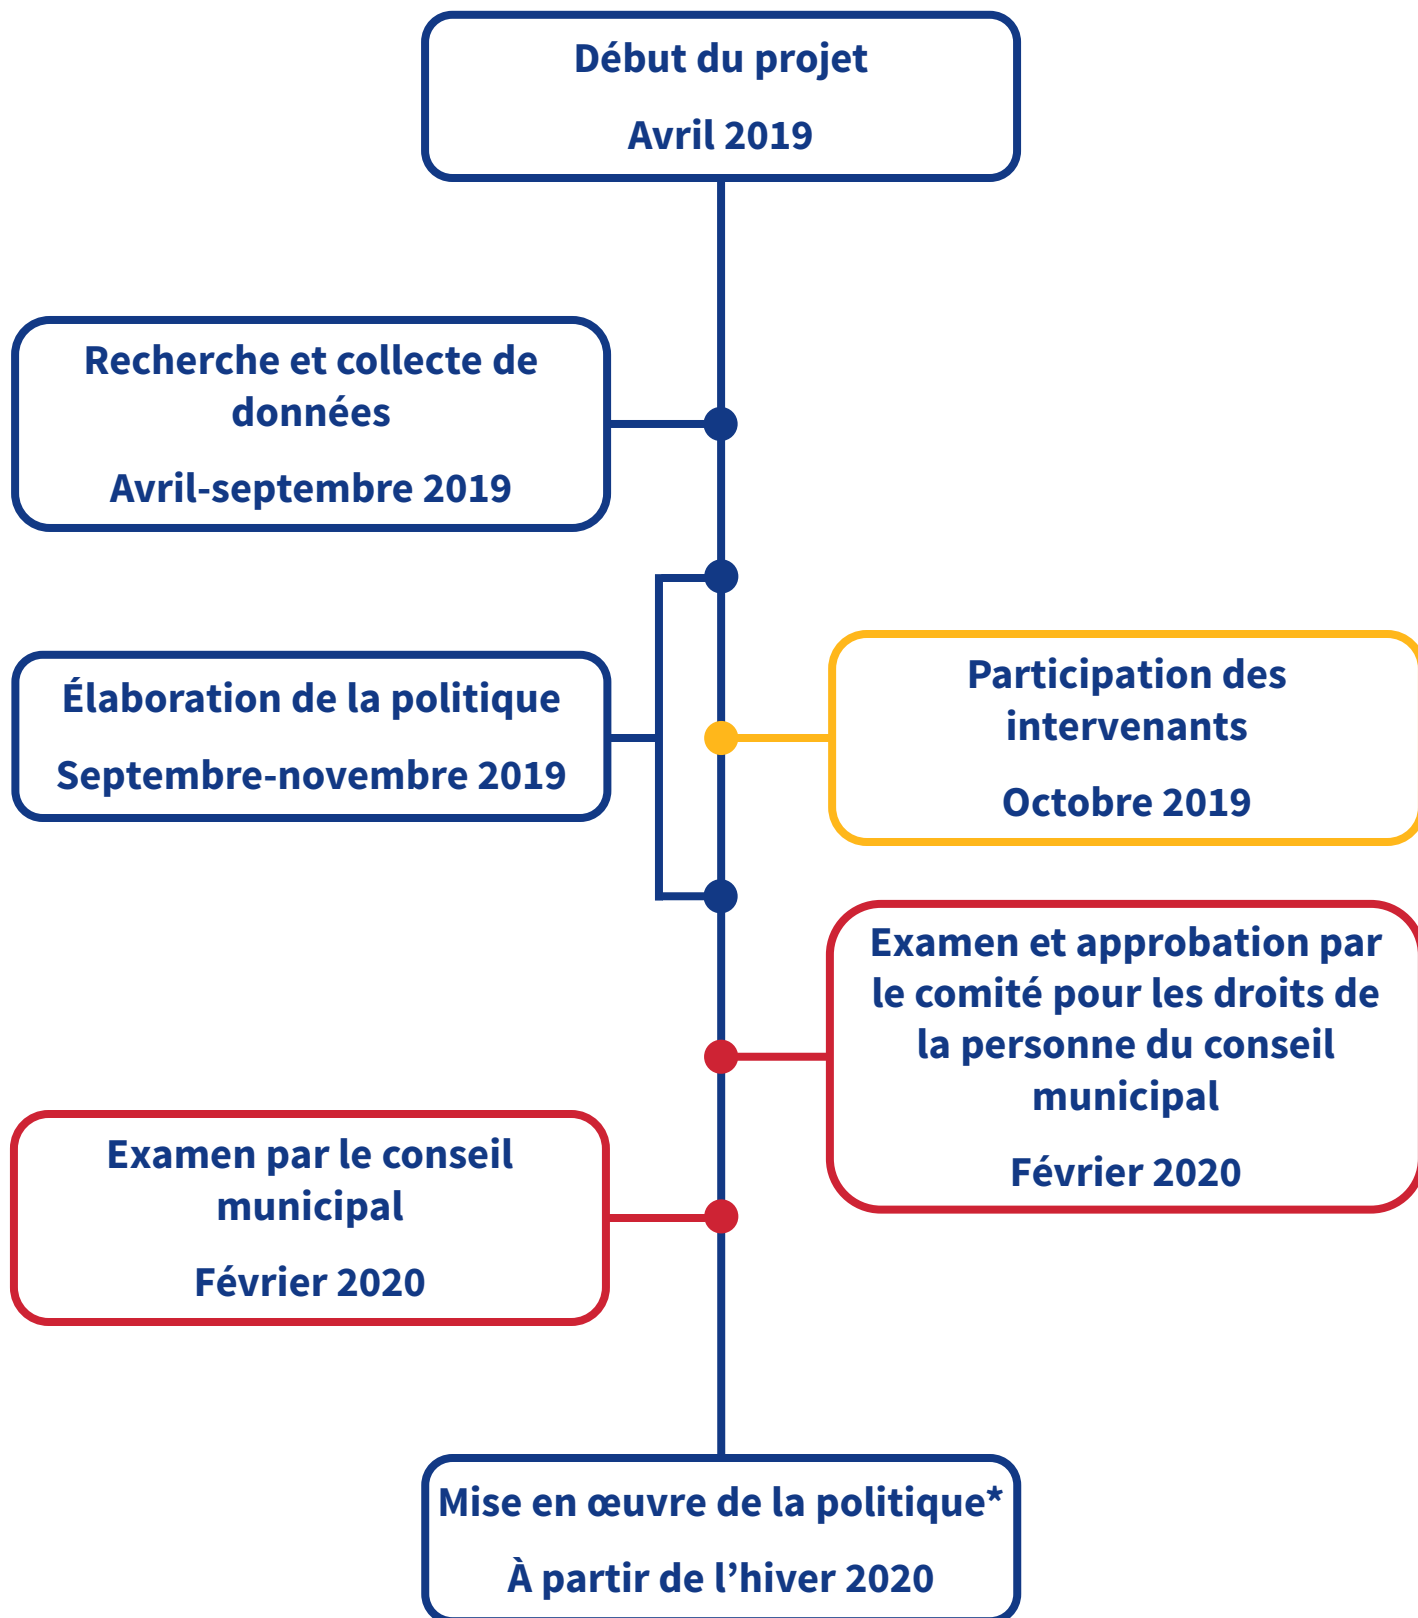 Début du projet
Avril 2019
Recherche et collecte de
données
Avril-septembre 2019
Élaboration de la politique
Septembre-novembre 2019
Participation des
intervenants
Octobre 2019
Examen et approbation par
le comité pour les droits de
la personne du conseil
municipal
Février 2020
Examen par le conseil
municipal
Février 2020
Mise en œuvre de la politique*
À partir de l’hiver 2020